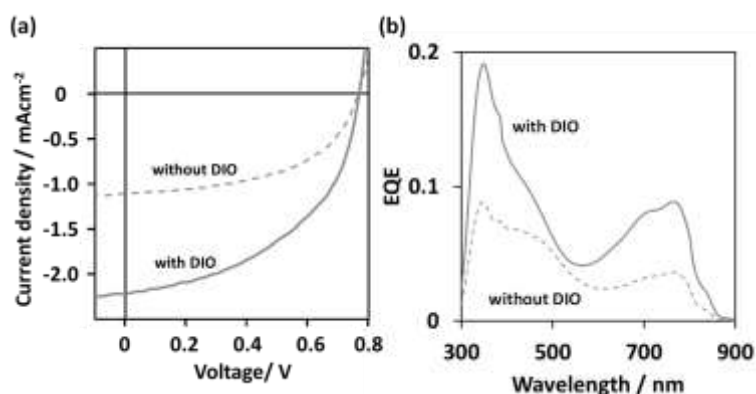 (a)
Current density / mAcm⁻²
0
-0.5
-1.0
-1.5
-2.0
without DIO
with DIO
0 0.2 0.4 0.6 0.8
Voltage/ V
(b)
EQE
0.2
0.1
0
with DIO
without DIO
300 500 700 900
Wavelength / nm